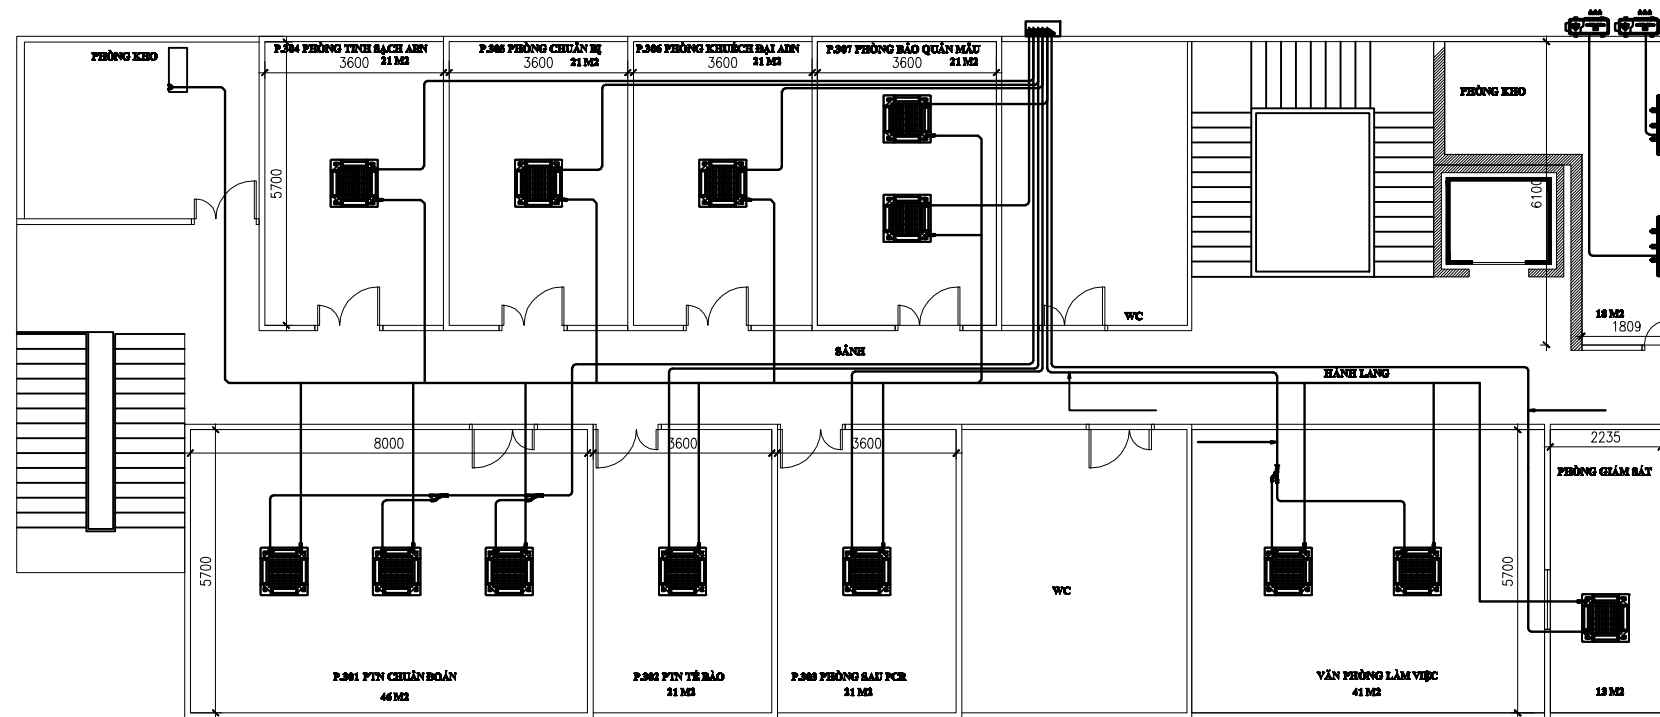 PHÒNG KHO
P.304 PHÒNG TINH SẠCH ARN
21 M2
3600
P.305 PHÒNG CHUẨN BỊ
21 M2
3600
P.306 PHÒNG KHUẾCH ĐẠI ADN
21 M2
3600
P.307 PHÒNG BẢO QUẢN MẪU
21 M2
3600
PHÒNG KHO
5700
6100
WC
18 M2
1809
SẢNH
HÀNH LANG
8000
3600
3600
2235
PHÒNG GIÁM SÁT
5700
5700
WC
P.301 PTN CHUẨN ĐOÁN
46 M2
P.302 PTN TẾ BÀO
21 M2
P.303 PHÒNG SAU PCR
21 M2
VĂN PHÒNG LÀM VIỆC
41 M2
13 M2